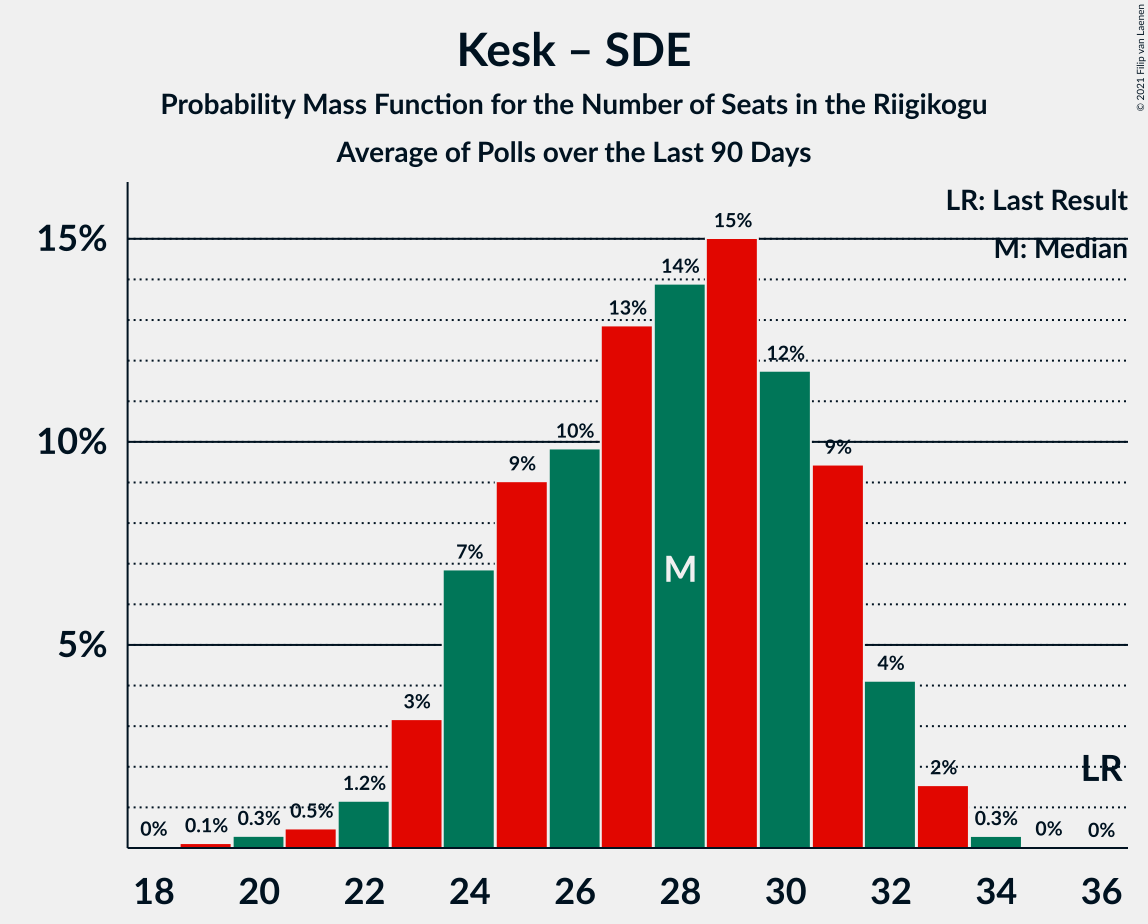 Kesk – SDE
Probability Mass Function for the Number of Seats in the Riigikogu
Average of Polls over the Last 90 Days
© 2021 Filip van Laenen
LR: Last Result
M: Median
15%
10%
5%
0%
0.1%
0.3%
0.5%
1.2%
3%
7%
9%
10%
13%
14%
15%
12%
9%
4%
2%
0.3%
0%
0%
M
LR
18 20 22 24 26 28 30 32 34 36